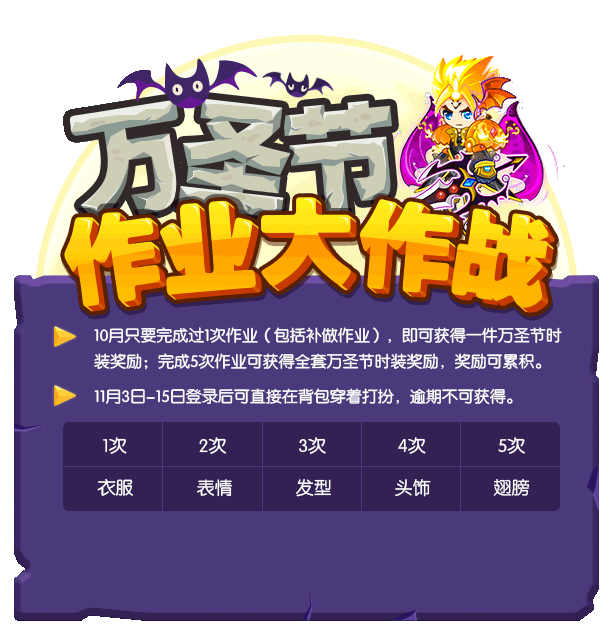 万圣节
作业大作战
10月只要完成过1次作业（包括补做作业），即可获得一件万圣节时
装奖励；完成5次作业可获得全套万圣节时装奖励，奖励可累积。
11月3日-15日登录后可直接在背包穿着打扮，逾期不可获得。
1次 2次 3次 4次 5次
衣服 表情 发型 头饰 翅膀